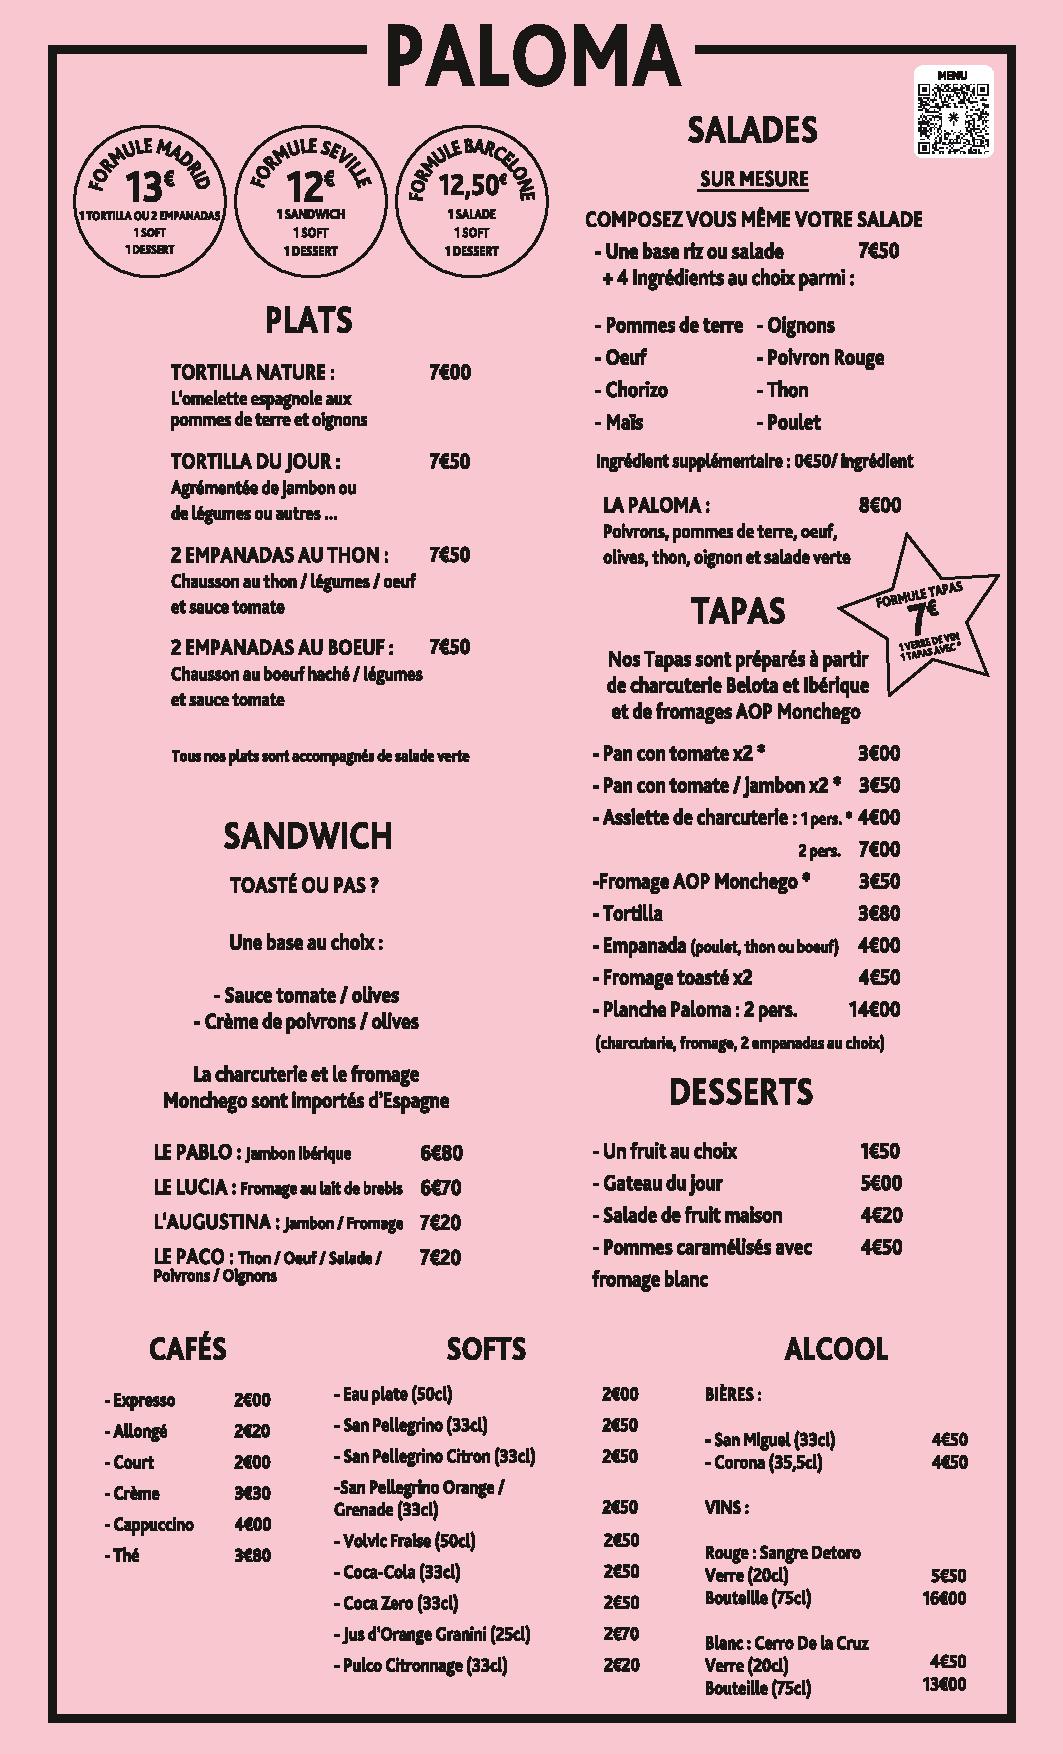 PALOMA
MENU
FORMULE MADRID
13€
1 TORTILLA OU 2 EMPANADAS
1 SOFT
1 DESSERT
FORMULE SEVILLE
12€
1 SANDWICH
1 SOFT
1 DESSERT
FORMULE BARCELONE
12,50€
1 SALADE
1 SOFT
1 DESSERT
PLATS
TORTILLA NATURE : 7€00
L'omelette espagnole aux
pommes de terre et oignons
TORTILLA DU JOUR : 7€50
Agrémentée de jambon ou
de légumes ou autres ...
2 EMPANADAS AU THON : 7€50
Chausson au thon / légumes / oeuf
et sauce tomate
2 EMPANADAS AU BOEUF : 7€50
Chausson au boeuf haché / légumes
et sauce tomate
Tous nos plats sont accompagnés de salade verte
SANDWICH
TOASTÉ OU PAS ?
Une base au choix :
- Sauce tomate / olives
- Crème de poivrons / olives
La charcuterie et le fromage
Monchego sont importés d'Espagne
LE PABLO : Jambon Ibérique 6€80
LE LUCIA : Fromage au lait de brebis 6€70
L'AUGUSTINA : Jambon / Fromage 7€20
LE PACO : Thon / Oeuf / Salade / 7€20
Poivrons / Oignons
SALADES
SUR MESURE
COMPOSEZ VOUS MÊME VOTRE SALADE
- Une base riz ou salade 7€50
+ 4 Ingrédients au choix parmi :
- Pommes de terre - Oignons
- Oeuf - Poivron Rouge
- Chorizo - Thon
- Maïs - Poulet
Ingrédient supplémentaire : 0€50/ ingrédient
LA PALOMA : 8€00
Poivrons, pommes de terre, oeuf,
olives, thon, oignon et salade verte
FORMULE TAPAS
7€
1 VERRE DE VIN
1 TAPAS AVEC *
TAPAS
Nos Tapas sont préparés à partir
de charcuterie Belota et Ibérique
et de fromages AOP Monchego
- Pan con tomate x2 * 3€00
- Pan con tomate / Jambon x2 * 3€50
- Assiette de charcuterie : 1 pers. * 4€00
2 pers. 7€00
-Fromage AOP Monchego * 3€50
- Tortilla 3€80
- Empanada (poulet, thon ou boeuf) 4€00
- Fromage toasté x2 4€50
- Planche Paloma : 2 pers. 14€00
(charcuterie, fromage, 2 empanadas au choix)
DESSERTS
- Un fruit au choix 1€50
- Gateau du jour 5€00
- Salade de fruit maison 4€20
- Pommes caramélisés avec 4€50
fromage blanc
CAFÉS
- Expresso 2€00
- Allongé 2€20
- Court 2€00
- Crème 3€30
- Cappuccino 4€00
- Thé 3€80
SOFTS
- Eau plate (50cl) 2€00
- San Pellegrino (33cl) 2€50
- San Pellegrino Citron (33cl) 2€50
-San Pellegrino Orange /
Grenade (33cl) 2€50
- Volvic Fraise (50cl) 2€50
- Coca-Cola (33cl) 2€50
- Coca Zero (33cl) 2€50
- Jus d'Orange Granini (25cl) 2€70
- Pulco Citronnage (33cl) 2€20
ALCOOL
BIÈRES :
- San Miguel (33cl) 4€50
- Corona (35,5cl) 4€50
VINS :
Rouge : Sangre Detoro
Verre (20cl) 5€50
Bouteille (75cl) 16€00
Blanc : Cerro De la Cruz
Verre (20cl) 4€50
Bouteille (75cl) 13€00